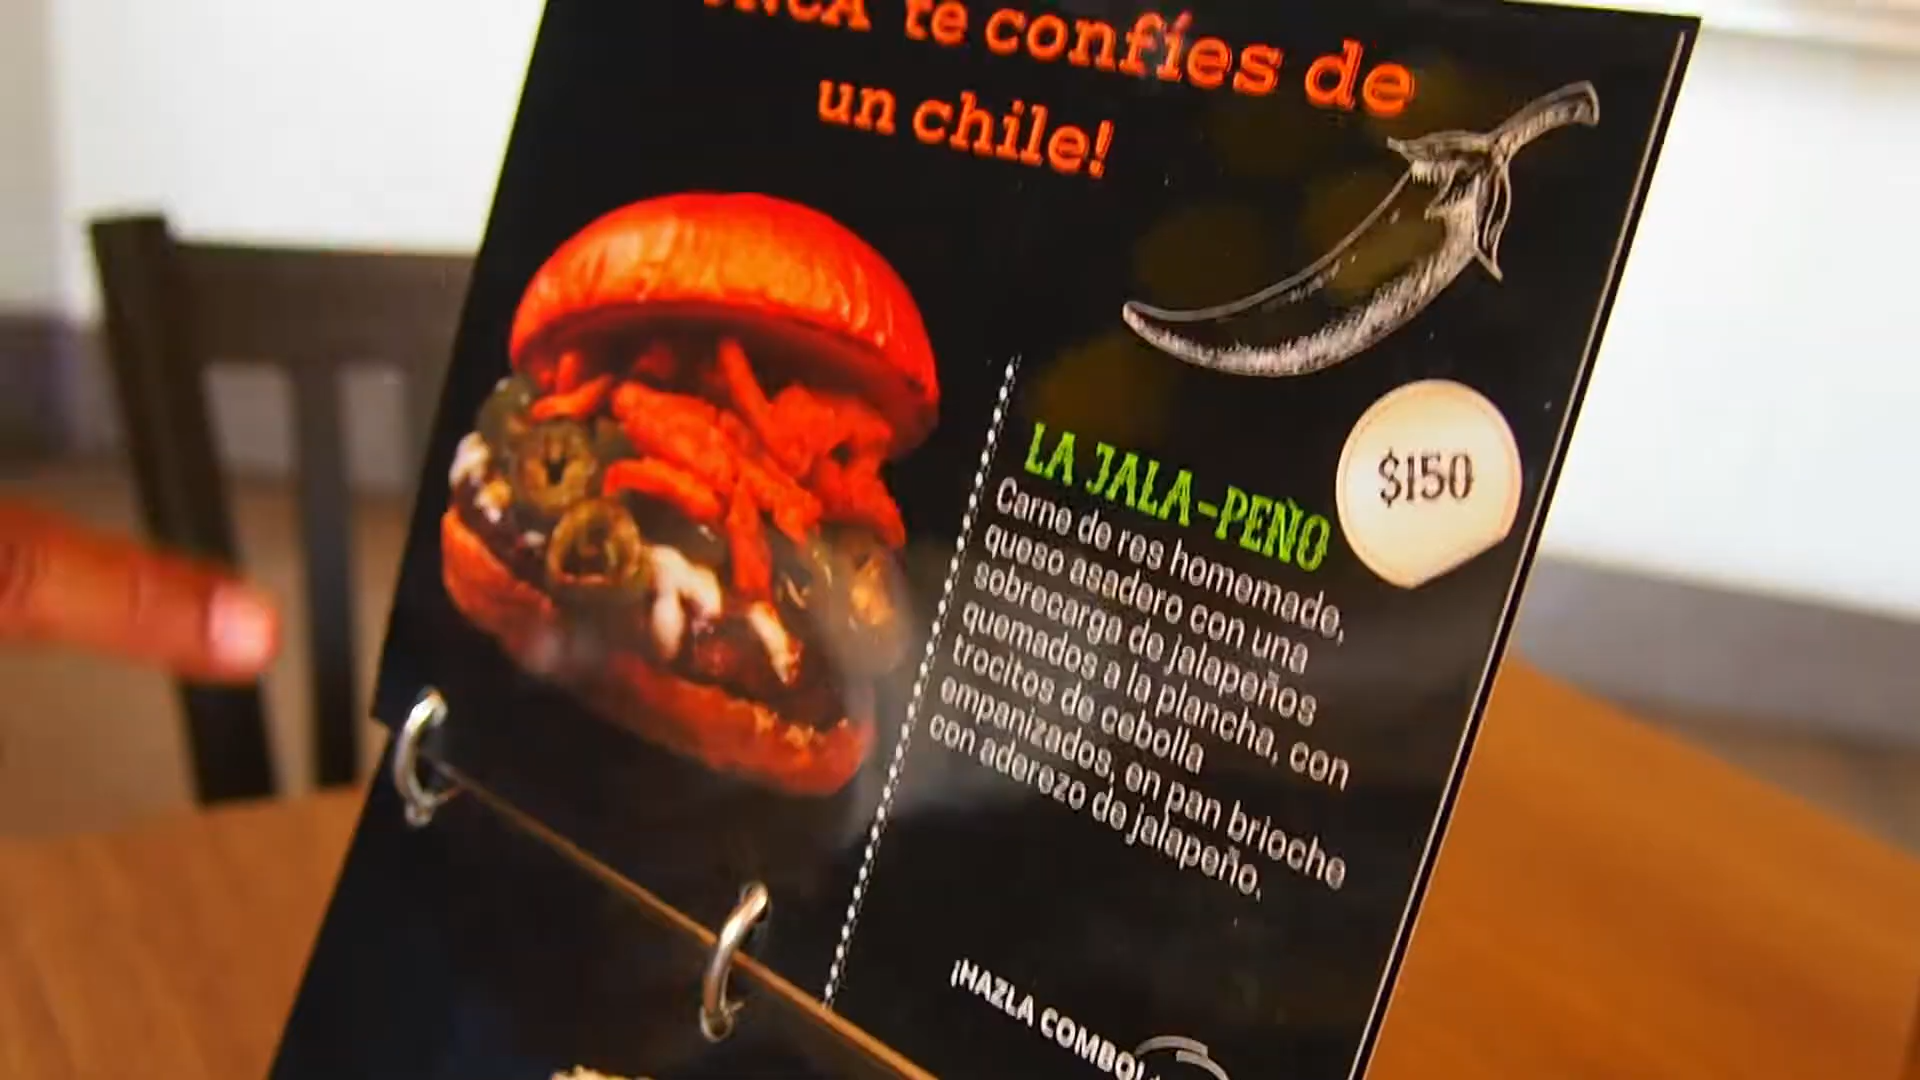 te confíes de
un chile!
LA JALA-PEÑO
$150
Carne de res homemade,
queso asadero con una
sobrecarga de jalapeños
quemados a la plancha, con
trocitos de cebolla
empanizados, en pan brioche
con aderezo de jalapeño.
¡HAZLA COMBO!